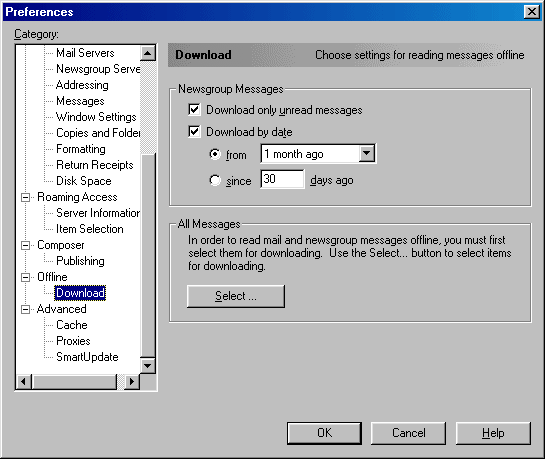 Preferences
Category:
Mail Servers
Newsgroup Serve
Addressing
Messages
Window Settings
Copies and Folder
Formatting
Return Receipts
Disk Space
Roaming Access
Server Information
Item Selection
Composer
Publishing
Offline
Download
Advanced
Cache
Proxies
SmartUpdate
Download Choose settings for reading messages offline
Newsgroup Messages
Download only unread messages
Download by date
from 1 month ago
since 30 days ago
All Messages
In order to read mail and newsgroup messages offline, you must first
select them for downloading. Use the Select... button to select items
for downloading.
Select ...
OK Cancel Help